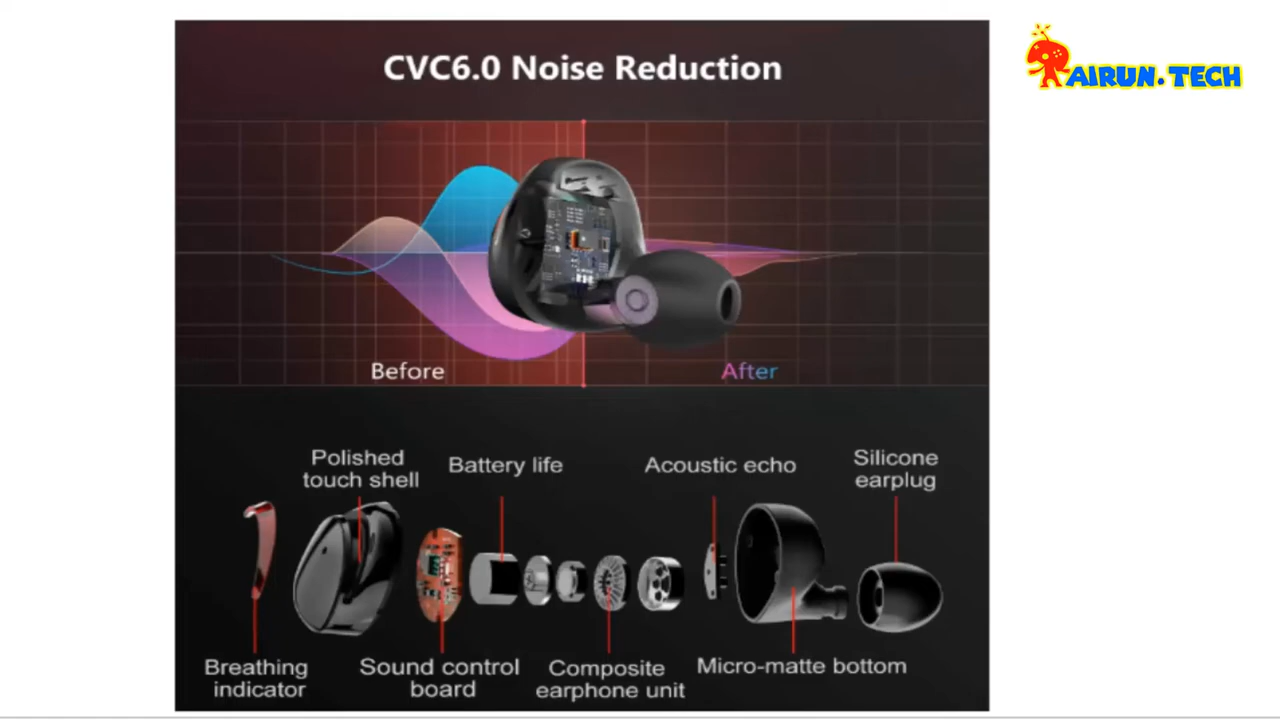 CVC6.0 Noise Reduction
AIRUN.TECH
Before
After
Polished
touch shell
Battery life
Acoustic echo
Silicone
earplug
Breathing
indicator
Sound control
board
Composite
earphone unit
Micro-matte bottom